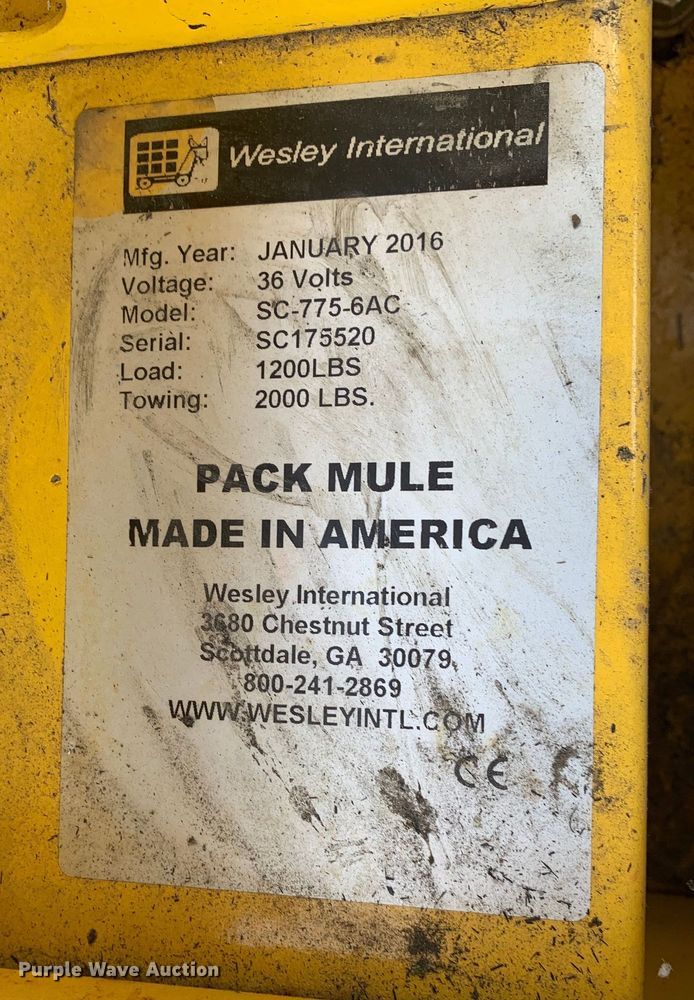 Wesley International
Mfg. Year: JANUARY 2016
Voltage: 36 Volts
Model: SC-775-6AC
Serial: SC175520
Load: 1200LBS
Towing: 2000 LBS.
PACK MULE
MADE IN AMERICA
Wesley International
3680 Chestnut Street
Scottdale, GA 30079
800-241-2869
WWW.WESLEYINTL.COM
CE
Purple Wave Auction